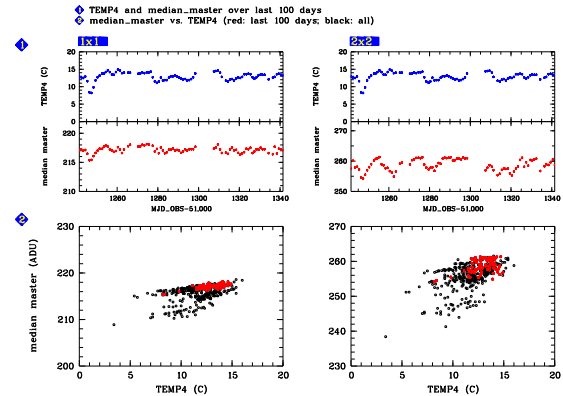 1 TEMP4 and median_master over last 100 days
2 median_master vs. TEMP4 (red: last 100 days; black: all)
1 1x1 2x2
20 20
15 15
TEMP4 (C) 10 TEMP4 (C) 10
5 5
0 0
median master 220 median master 270
215 260
210 250
1260 1280 1300 1320 1340 1260 1280 1300 1320 1340
MJD_OBS-51,000 MJD_OBS-51,000
2
230 270
220 260
median master (ADU) 250
210 240
200 230
0 5 10 15 20 0 5 10 15 20
TEMP4 (C) TEMP4 (C)